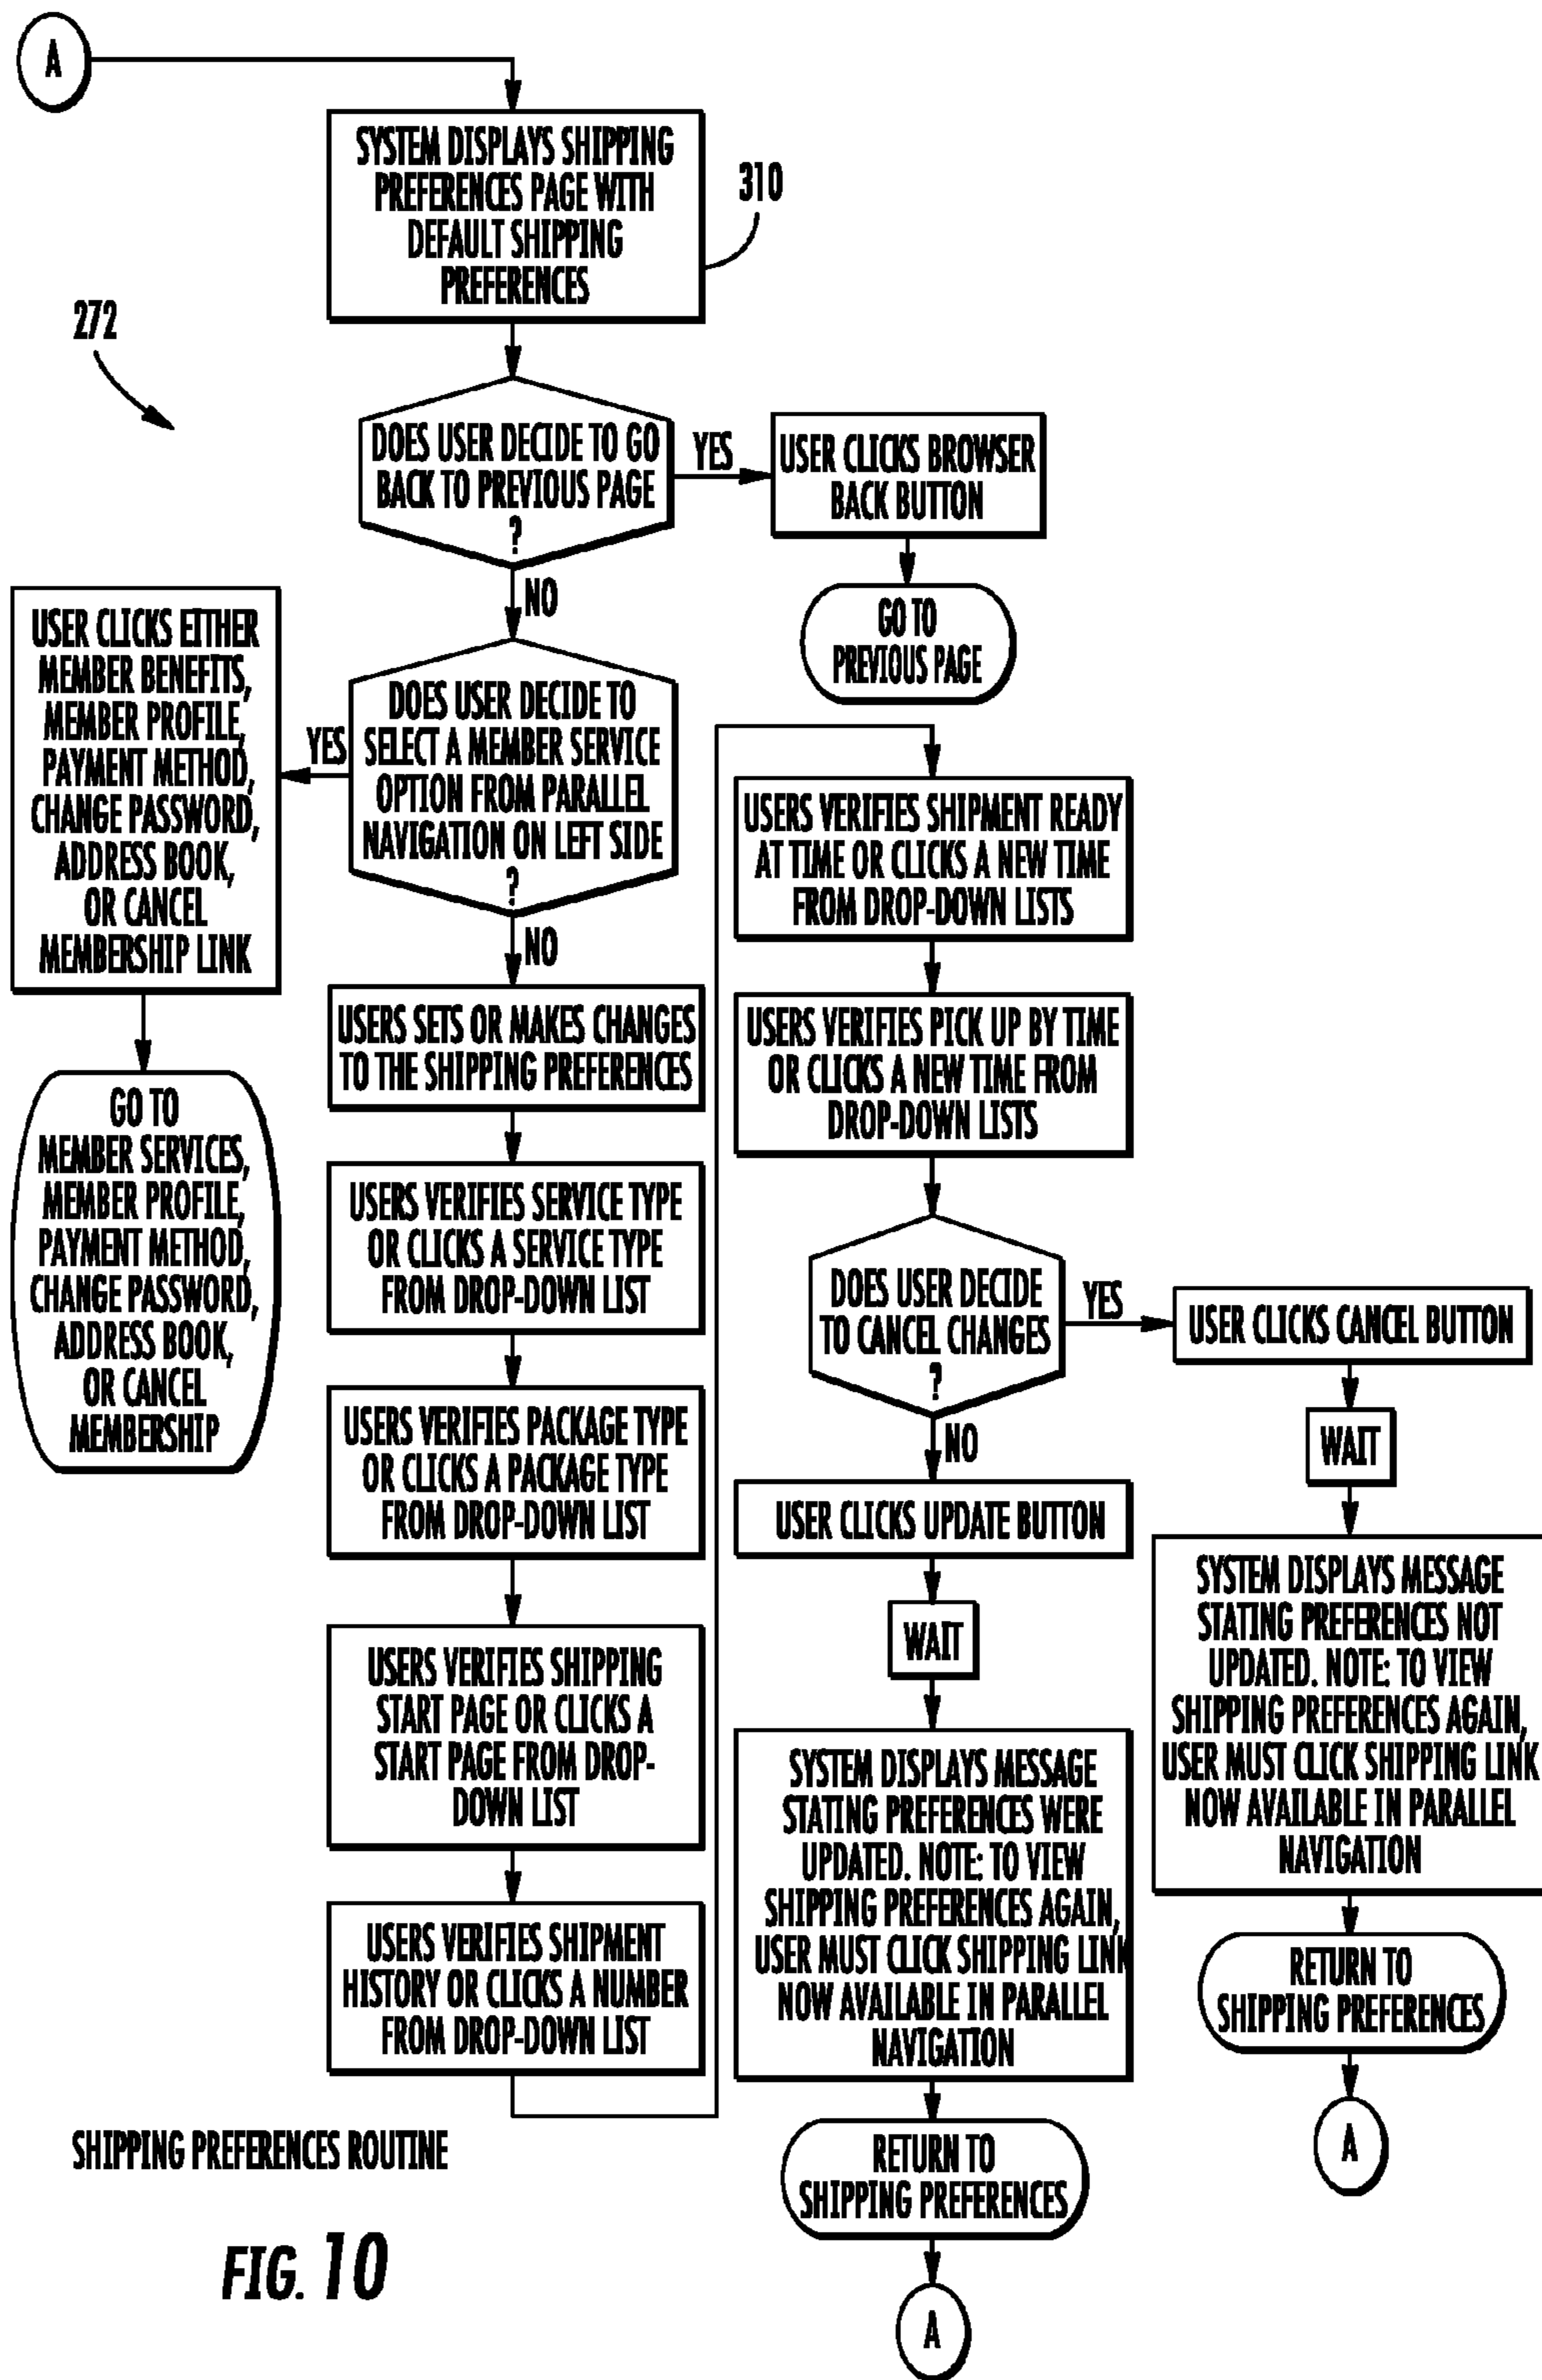 A
SYSTEM DISPLAYS SHIPPING
PREFERENCES PAGE WITH
DEFAULT SHIPPING
PREFERENCES
310
272
DOES USER DECIDE TO GO
BACK TO PREVIOUS PAGE
?
YES
USER CLICKS BROWSER
BACK BUTTON
GO TO
PREVIOUS PAGE
NO
DOES USER DECIDE TO
SELECT A MEMBER SERVICE
OPTION FROM PARALLEL
NAVIGATION ON LEFT SIDE
?
YES
USER CLICKS EITHER
MEMBER BENEFITS,
MEMBER PROFILE,
PAYMENT METHOD,
CHANGE PASSWORD,
ADDRESS BOOK,
OR CANCEL
MEMBERSHIP LINK
GO TO
MEMBER SERVICES,
MEMBER PROFILE,
PAYMENT METHOD,
CHANGE PASSWORD,
ADDRESS BOOK,
OR CANCEL
MEMBERSHIP
NO
USERS SETS OR MAKES CHANGES
TO THE SHIPPING PREFERENCES
USERS VERIFIES SERVICE TYPE
OR CLICKS A SERVICE TYPE
FROM DROP-DOWN LIST
USERS VERIFIES PACKAGE TYPE
OR CLICKS A PACKAGE TYPE
FROM DROP-DOWN LIST
USERS VERIFIES SHIPPING
START PAGE OR CLICKS A
START PAGE FROM DROP-
DOWN LIST
USERS VERIFIES SHIPMENT
HISTORY OR CLICKS A NUMBER
FROM DROP-DOWN LIST
USERS VERIFIES SHIPMENT READY
AT TIME OR CLICKS A NEW TIME
FROM DROP-DOWN LISTS
USERS VERIFIES PICK UP BY TIME
OR CLICKS A NEW TIME FROM
DROP-DOWN LISTS
DOES USER DECIDE
TO CANCEL CHANGES
?
YES
USER CLICKS CANCEL BUTTON
WAIT
SYSTEM DISPLAYS MESSAGE
STATING PREFERENCES NOT
UPDATED. NOTE: TO VIEW
SHIPPING PREFERENCES AGAIN,
USER MUST CLICK SHIPPING LINK
NOW AVAILABLE IN PARALLEL
NAVIGATION
RETURN TO
SHIPPING PREFERENCES
A
NO
USER CLICKS UPDATE BUTTON
WAIT
SYSTEM DISPLAYS MESSAGE
STATING PREFERENCES WERE
UPDATED. NOTE: TO VIEW
SHIPPING PREFERENCES AGAIN,
USER MUST CLICK SHIPPING LINK
NOW AVAILABLE IN PARALLEL
NAVIGATION
RETURN TO
SHIPPING PREFERENCES
A
SHIPPING PREFERENCES ROUTINE
FIG. 10